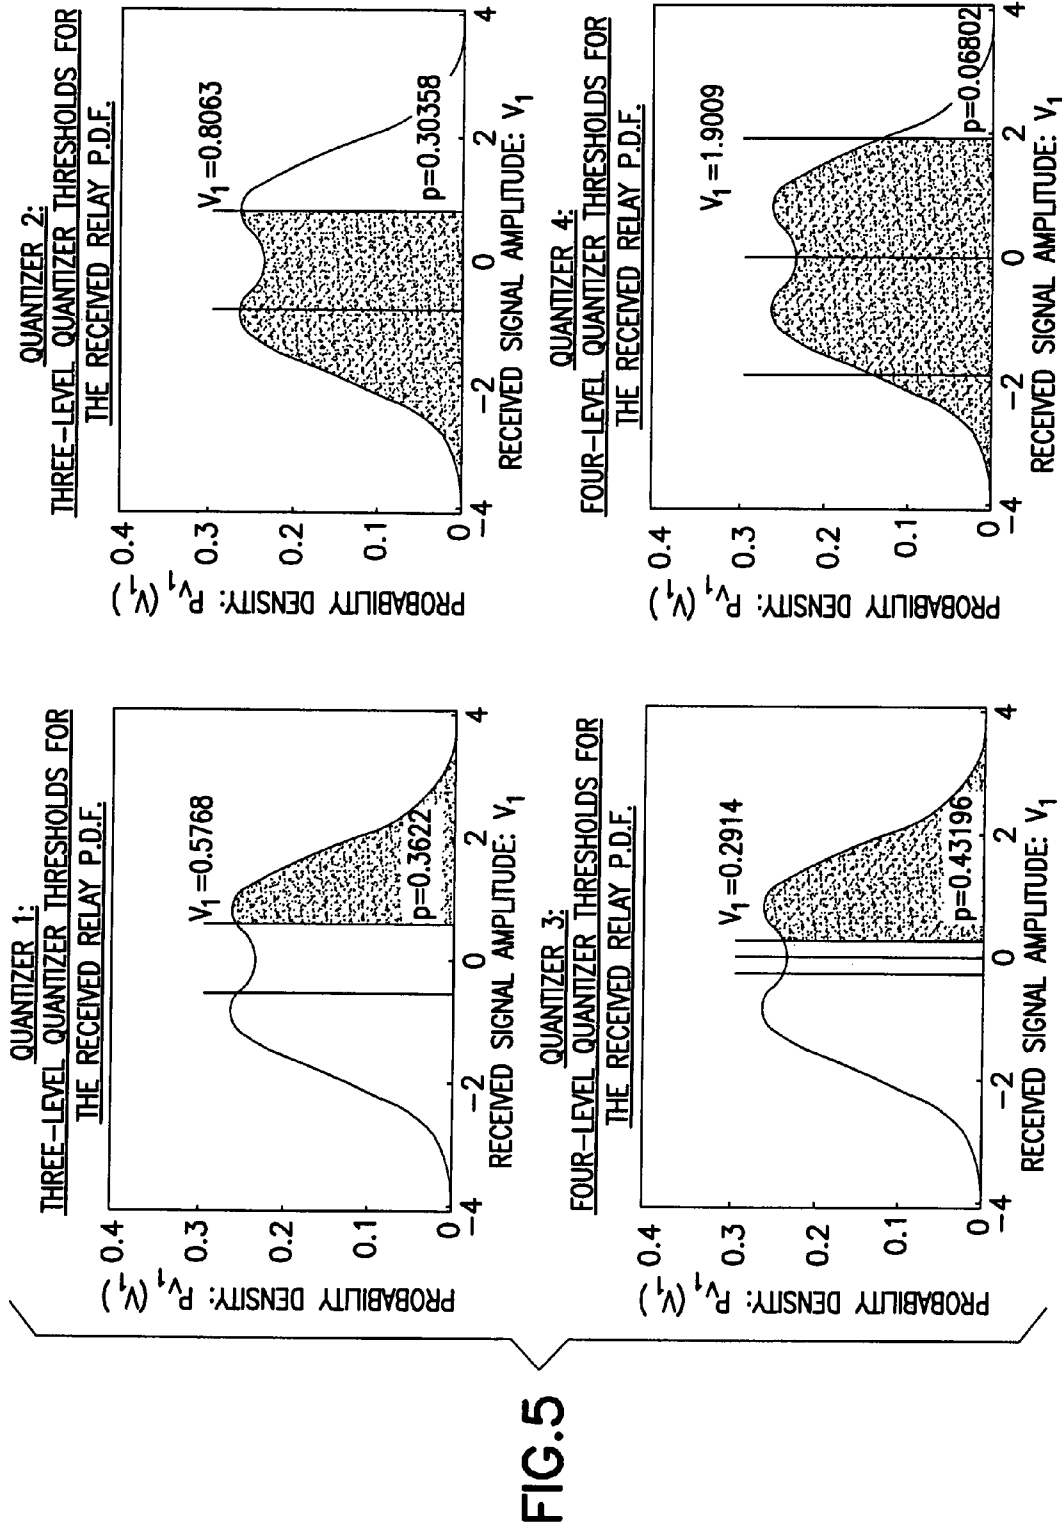 QUANTIZER 1:
THREE-LEVEL QUANTIZER THRESHOLDS FOR
THE RECEIVED RELAY P.D.F.
0.4
0.3
0.2
0.1
0
PROBABILITY DENSITY: Pv1 (V1)
V1=0.5768
p=0.3622
-4
-2
0
2
4
RECEIVED SIGNAL AMPLITUDE: V1
QUANTIZER 2:
THREE-LEVEL QUANTIZER THRESHOLDS FOR
THE RECEIVED RELAY P.D.F.
0.4
0.3
0.2
0.1
0
PROBABILITY DENSITY: Pv1 (V1)
V1=0.8063
p=0.30358
-4
-2
0
2
4
RECEIVED SIGNAL AMPLITUDE: V1
QUANTIZER 3:
FOUR-LEVEL QUANTIZER THRESHOLDS FOR
THE RECEIVED RELAY P.D.F.
0.4
0.3
0.2
0.1
0
PROBABILITY DENSITY: Pv1 (V1)
V1=0.2914
p=0.43196
-4
-2
0
2
4
RECEIVED SIGNAL AMPLITUDE: V1
QUANTIZER 4:
FOUR-LEVEL QUANTIZER THRESHOLDS FOR
THE RECEIVED RELAY P.D.F.
0.4
0.3
0.2
0.1
0
PROBABILITY DENSITY: Pv1 (V1)
V1=1.9009
p=0.06802
-4
-2
0
2
4
RECEIVED SIGNAL AMPLITUDE: V1
FIG.5